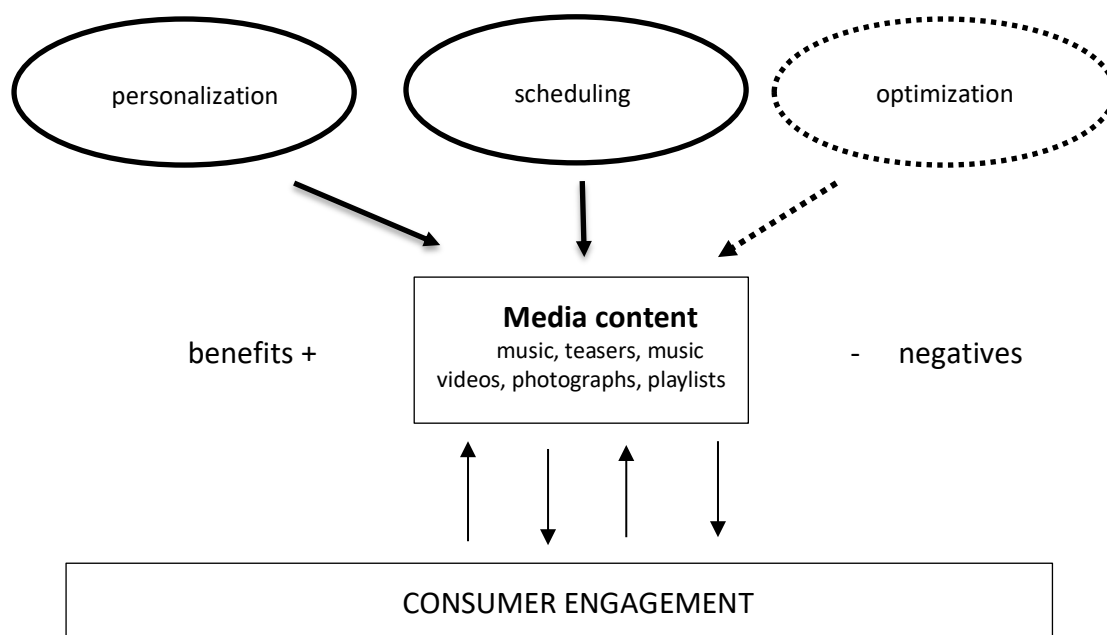 personalization
scheduling
optimization
Media content
benefits +
music, teasers, music
- negatives
videos, photographs, playlists
CONSUMER ENGAGEMENT